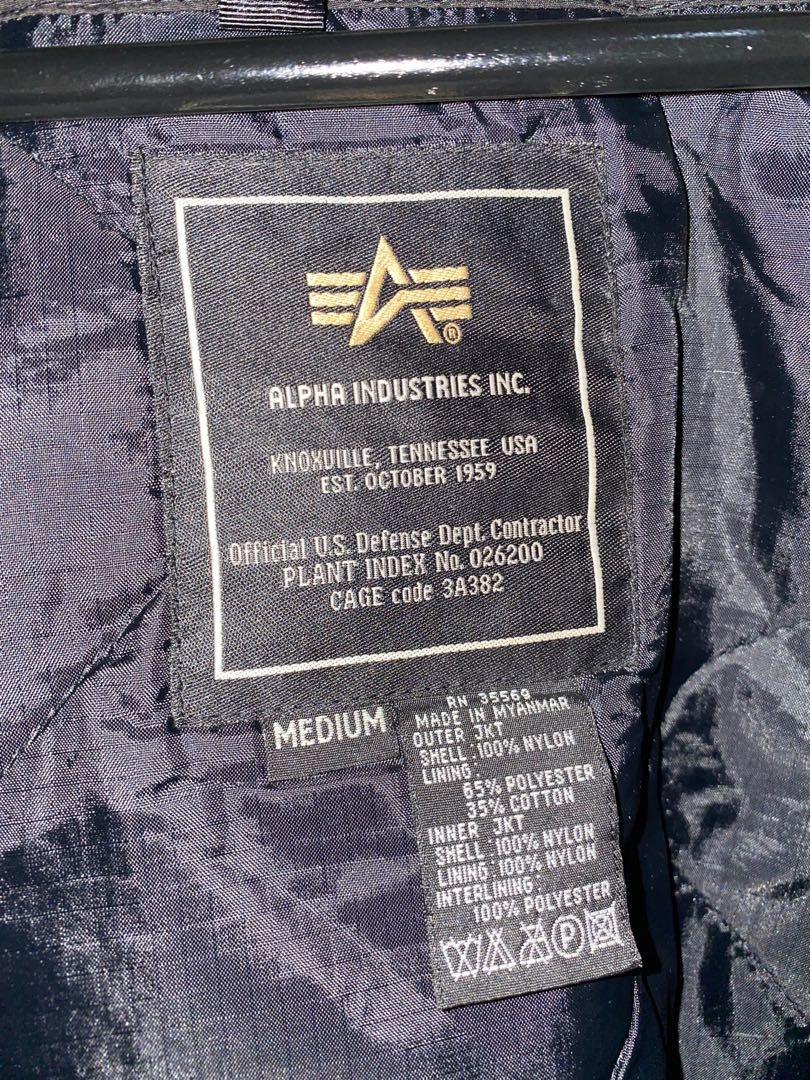 ®
ALPHA INDUSTRIES INC.
KNOXVILLE, TENNESSEE USA
EST. OCTOBER 1959
Official U.S. Defense Dept. Contractor
PLANT INDEX No. 026200
CAGE code 3A382
MEDIUM
RN 35569
MADE IN MYANMAR
OUTER JKT
SHELL :100% NYLON
LINING :
65% POLYESTER
35% COTTON
INNER JKT
SHELL :100% NYLON
LINING: 100% NYLON
INTERLINING:
100% POLYESTER
P